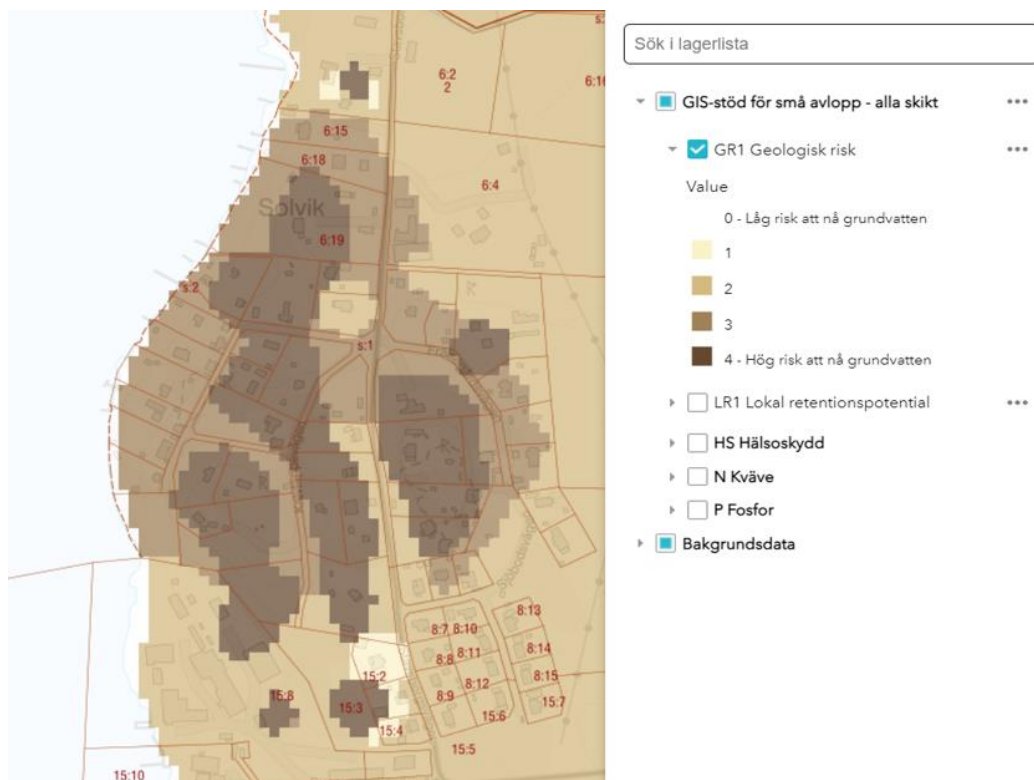 s:
6:2
2
6:16
6:15
6:18
6:4
Solvik
6:19
s:2
s:1
8:13
8:7 8:10
8:8 8:11
8:14
15:2
8:9 8:12
8:15
15:8
15:3
15:6
15:7
15:4
15:5
15:10
Sök i lagerlista
GIS-stöd för små avlopp - alla skikt
GR1 Geologisk risk
Value
0 - Låg risk att nå grundvatten
1
2
3
4 - Hög risk att nå grundvatten
LR1 Lokal retentionspotential
HS Hälsoskydd
N Kväve
P Fosfor
Bakgrundsdata